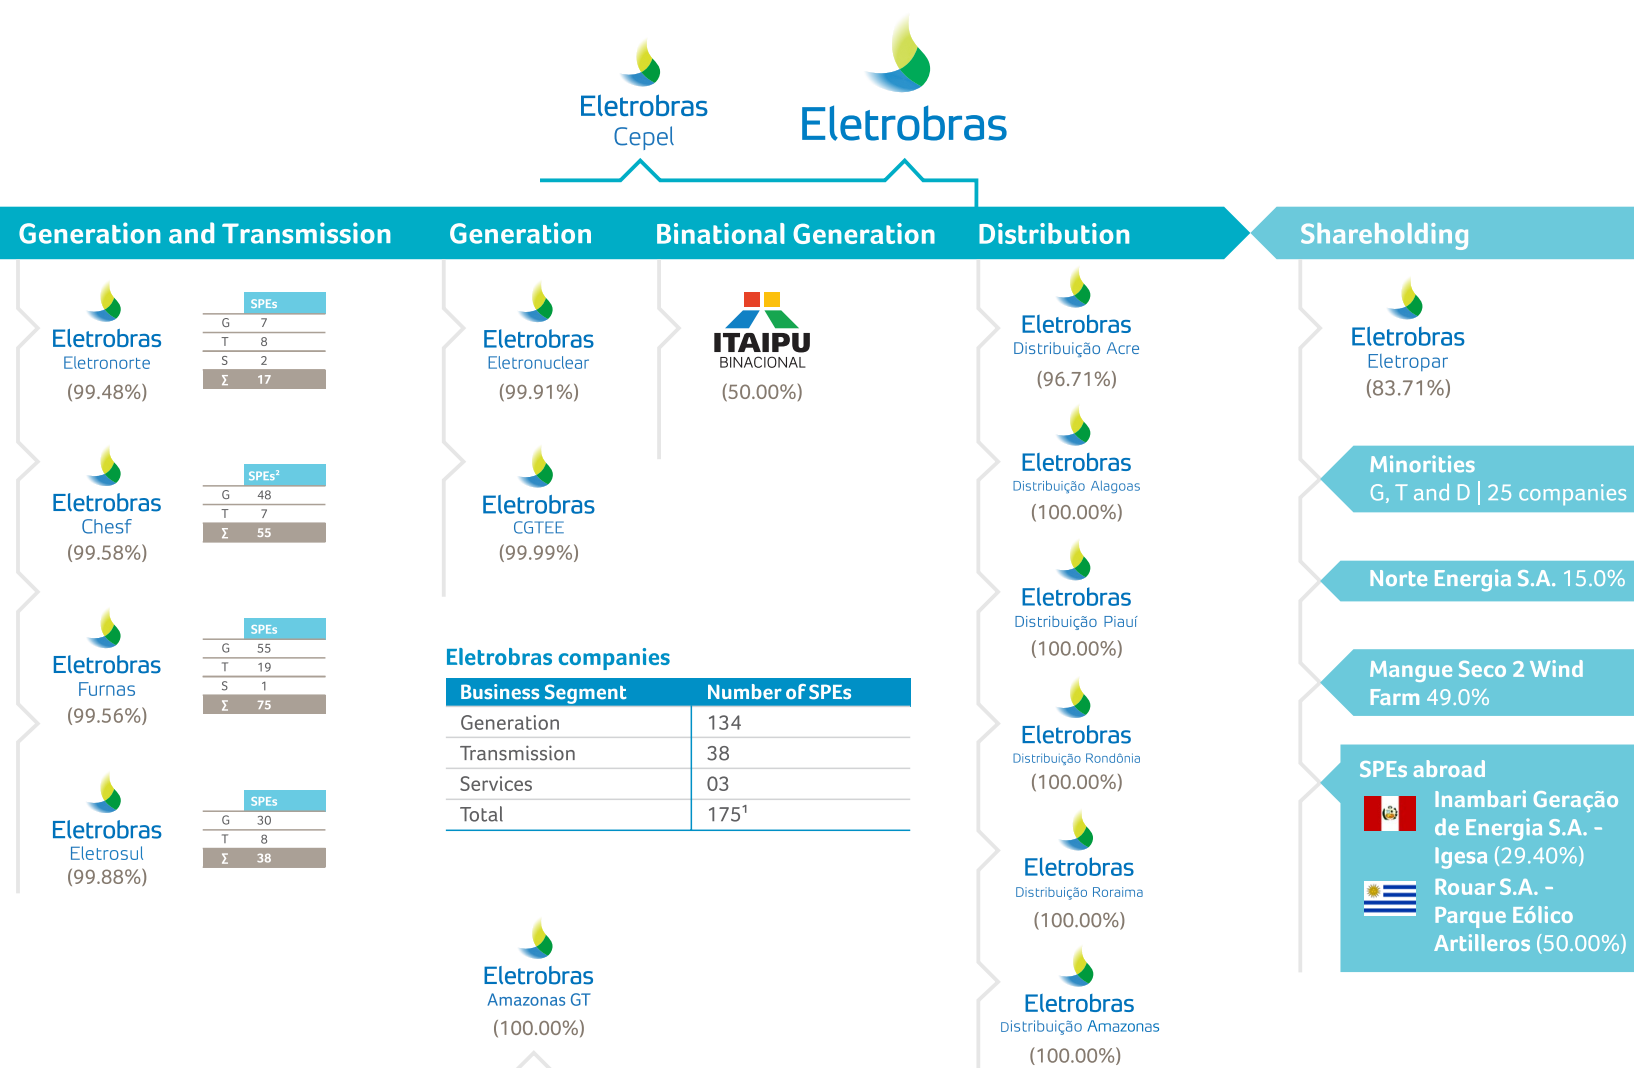 Eletrobras
Cepel
Eletrobras
Generation and Transmission
Generation
Binational Generation
Distribution
Shareholding
Eletrobras
Eletronorte
(99.48%)
SPEs
G 7
T 8
S 2
∑ 17
Eletrobras
Chesf
(99.58%)
SPEs²
G 48
T 7
∑ 55
Eletrobras
Furnas
(99.56%)
SPEs
G 55
T 19
S 1
∑ 75
Eletrobras
Eletrosul
(99.88%)
SPEs
G 30
T 8
∑ 38
Eletrobras
Eletronuclear
(99.91%)
Eletrobras
CGTEE
(99.99%)
ITAIPU
BINACIONAL
(50.00%)
Eletrobras companies
Business Segment Number of SPEs
Generation 134
Transmission 38
Services 03
Total 175¹
Eletrobras
Amazonas GT
(100.00%)
Eletrobras
Distribuição Acre
(96.71%)
Eletrobras
Distribuição Alagoas
(100.00%)
Eletrobras
Distribuição Piauí
(100.00%)
Eletrobras
Distribuição Rondônia
(100.00%)
Eletrobras
Distribuição Roraima
(100.00%)
Eletrobras
Distribuição Amazonas
(100.00%)
Eletrobras
Eletropar
(83.71%)
Minorities
G, T and D | 25 companies
Norte Energia S.A. 15.0%
Mangue Seco 2 Wind
Farm 49.0%
SPEs abroad
Inambari Geração
de Energia S.A. -
Igesa (29.40%)
Rouar S.A. -
Parque Eólico
Artilleros (50.00%)